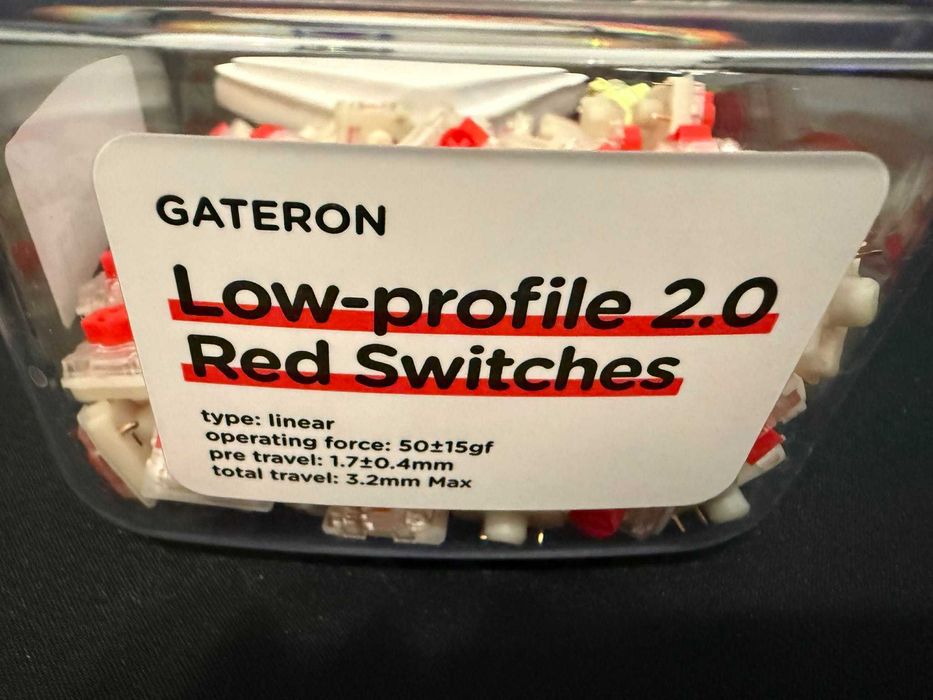 GATERON
Low-profile 2.0
Red Switches
type: linear
operating force: 50±15gf
pre travel: 1.7±0.4mm
total travel: 3.2mm Max